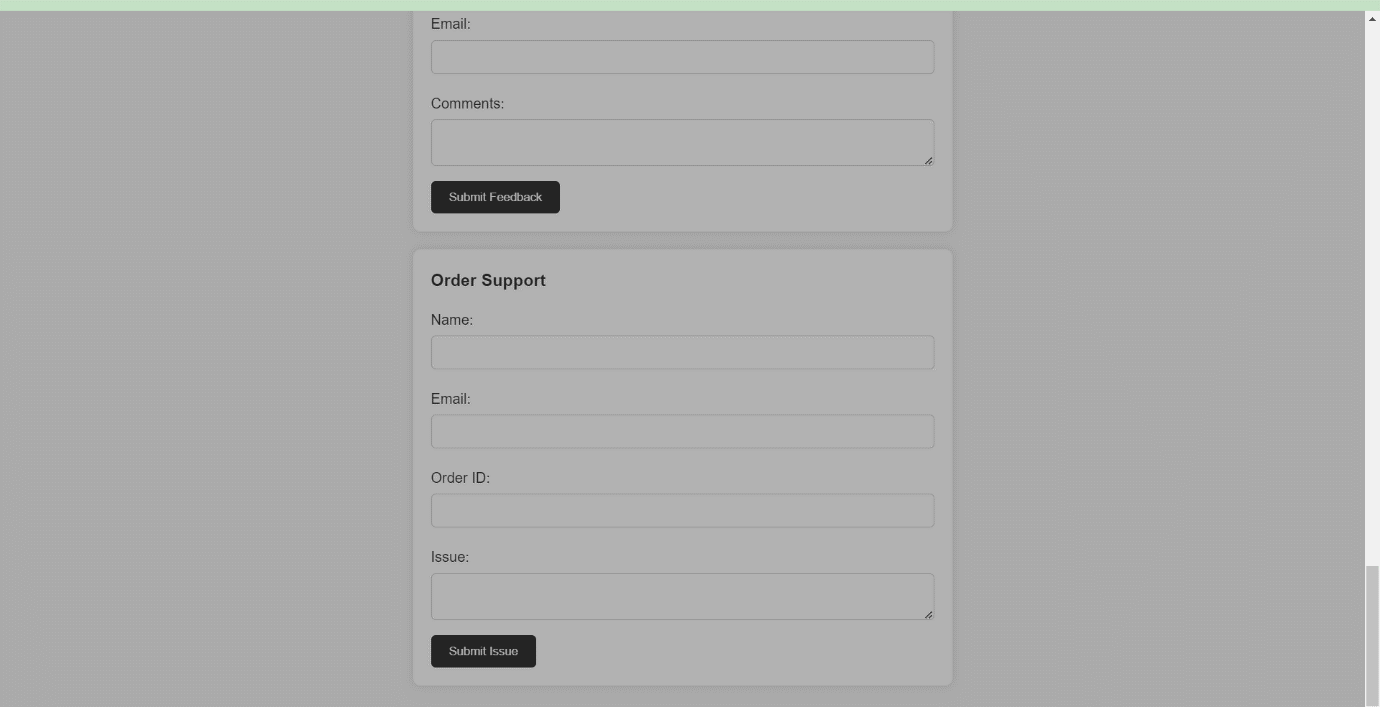 Email:
Comments:
Submit Feedback
Order Support
Name:
Email:
Order ID:
Issue:
Submit Issue